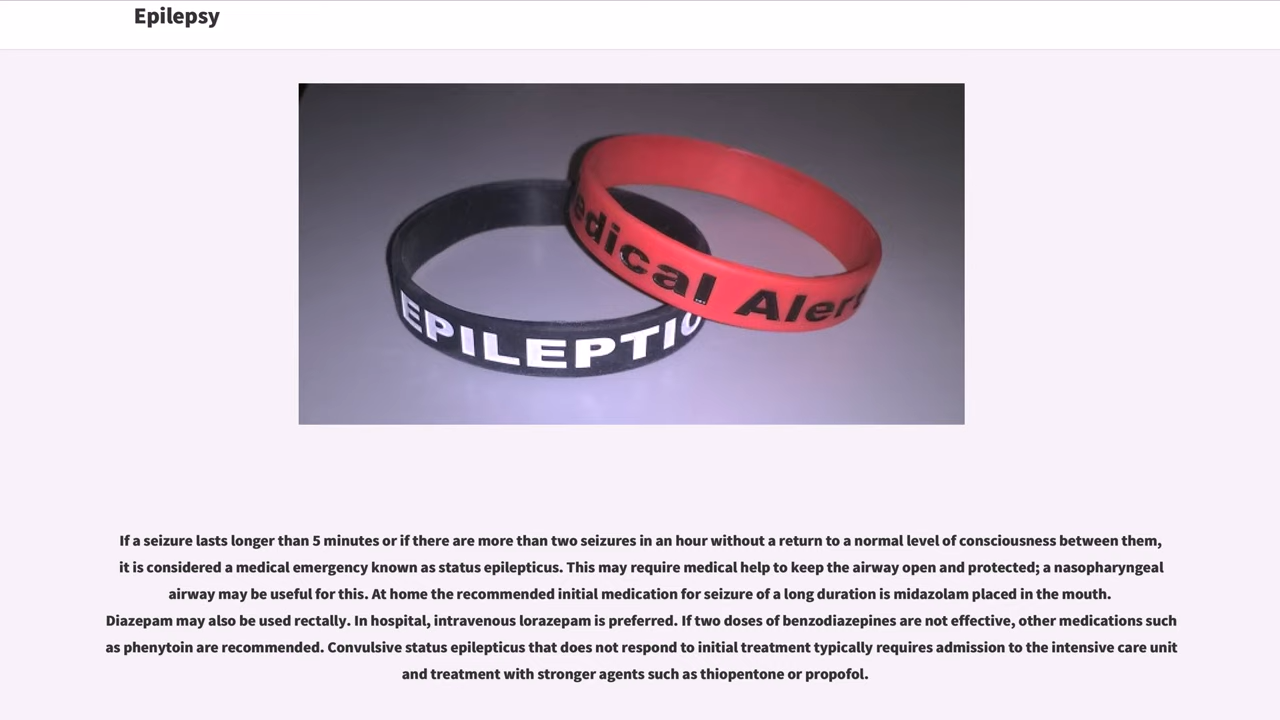 Epilepsy
edical Alert
EPILEPTIC
If a seizure lasts longer than 5 minutes or if there are more than two seizures in an hour without a return to a normal level of consciousness between them,
it is considered a medical emergency known as status epilepticus. This may require medical help to keep the airway open and protected; a nasopharyngeal
airway may be useful for this. At home the recommended initial medication for seizure of a long duration is midazolam placed in the mouth.
Diazepam may also be used rectally. In hospital, intravenous lorazepam is preferred. If two doses of benzodiazepines are not effective, other medications such
as phenytoin are recommended. Convulsive status epilepticus that does not respond to initial treatment typically requires admission to the intensive care unit
and treatment with stronger agents such as thiopentone or propofol.